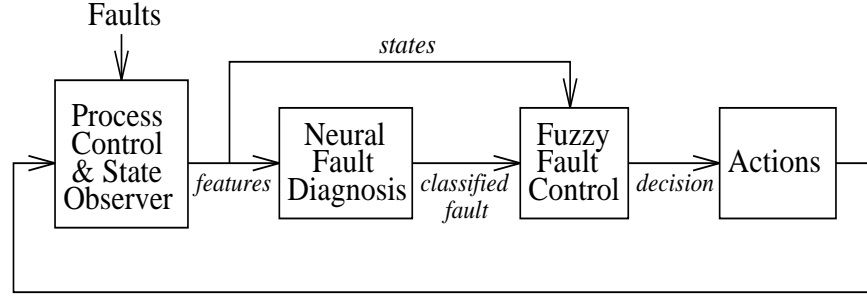 Faults
states
Process
Control
& State
Observer
features
Neural
Fault
Diagnosis
classified
fault
Fuzzy
Fault
Control
decision
Actions